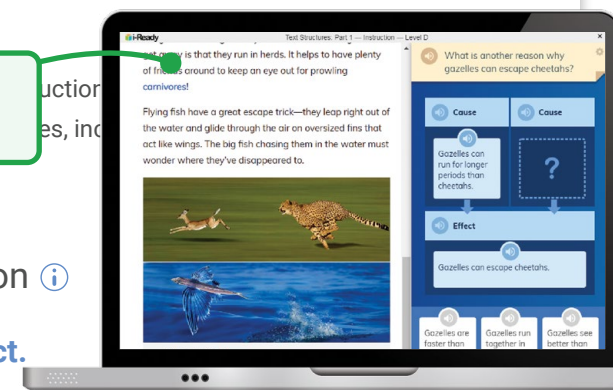 i-Ready
Text Structures: Part 1 — Instruction — Level D
get away is that they run in herds. It helps to have plenty
of friends around to keep an eye out for prowling
carnivores!
Flying fish have a great escape trick—they leap right out of
the water and glide through the air on oversized fins that
act like wings. The big fish chasing them in the water must
wonder where they've disappeared to.
What is another reason why
gazelles can escape cheetahs?
Cause
Cause
Gazelles can
run for longer
periods than
cheetahs.
?
Effect
Gazelles can escape cheetahs.
Gazelles are
faster than
Gazelles run
together in
Gazelles see
better than